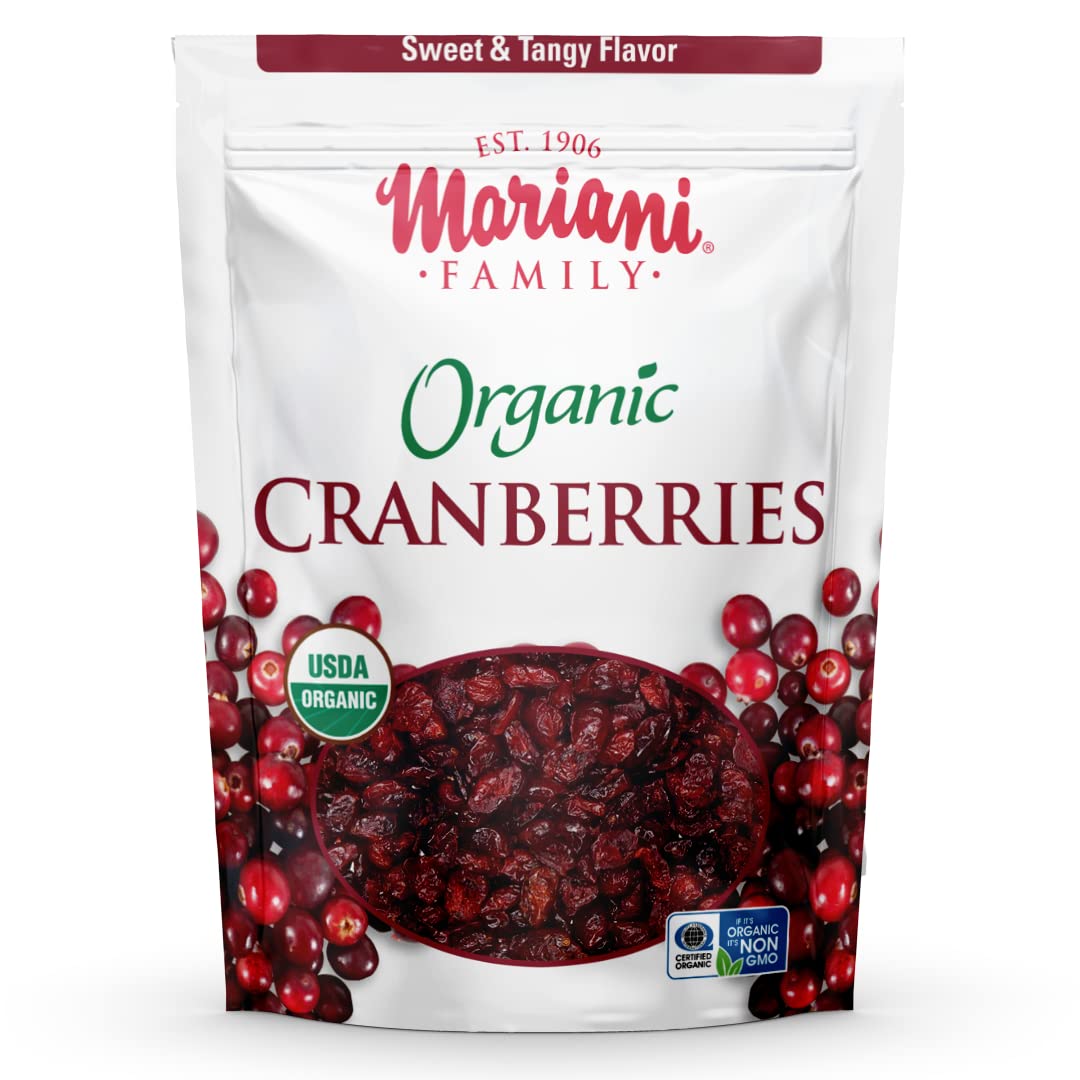 Sweet & Tangy Flavor
EST. 1906
Mariani®
·FAMILY·
Organic
CRANBERRIES
USDA
ORGANIC
CERTIFIED
ORGANIC
IF IT'S
ORGANIC
IT'S NON
GMO